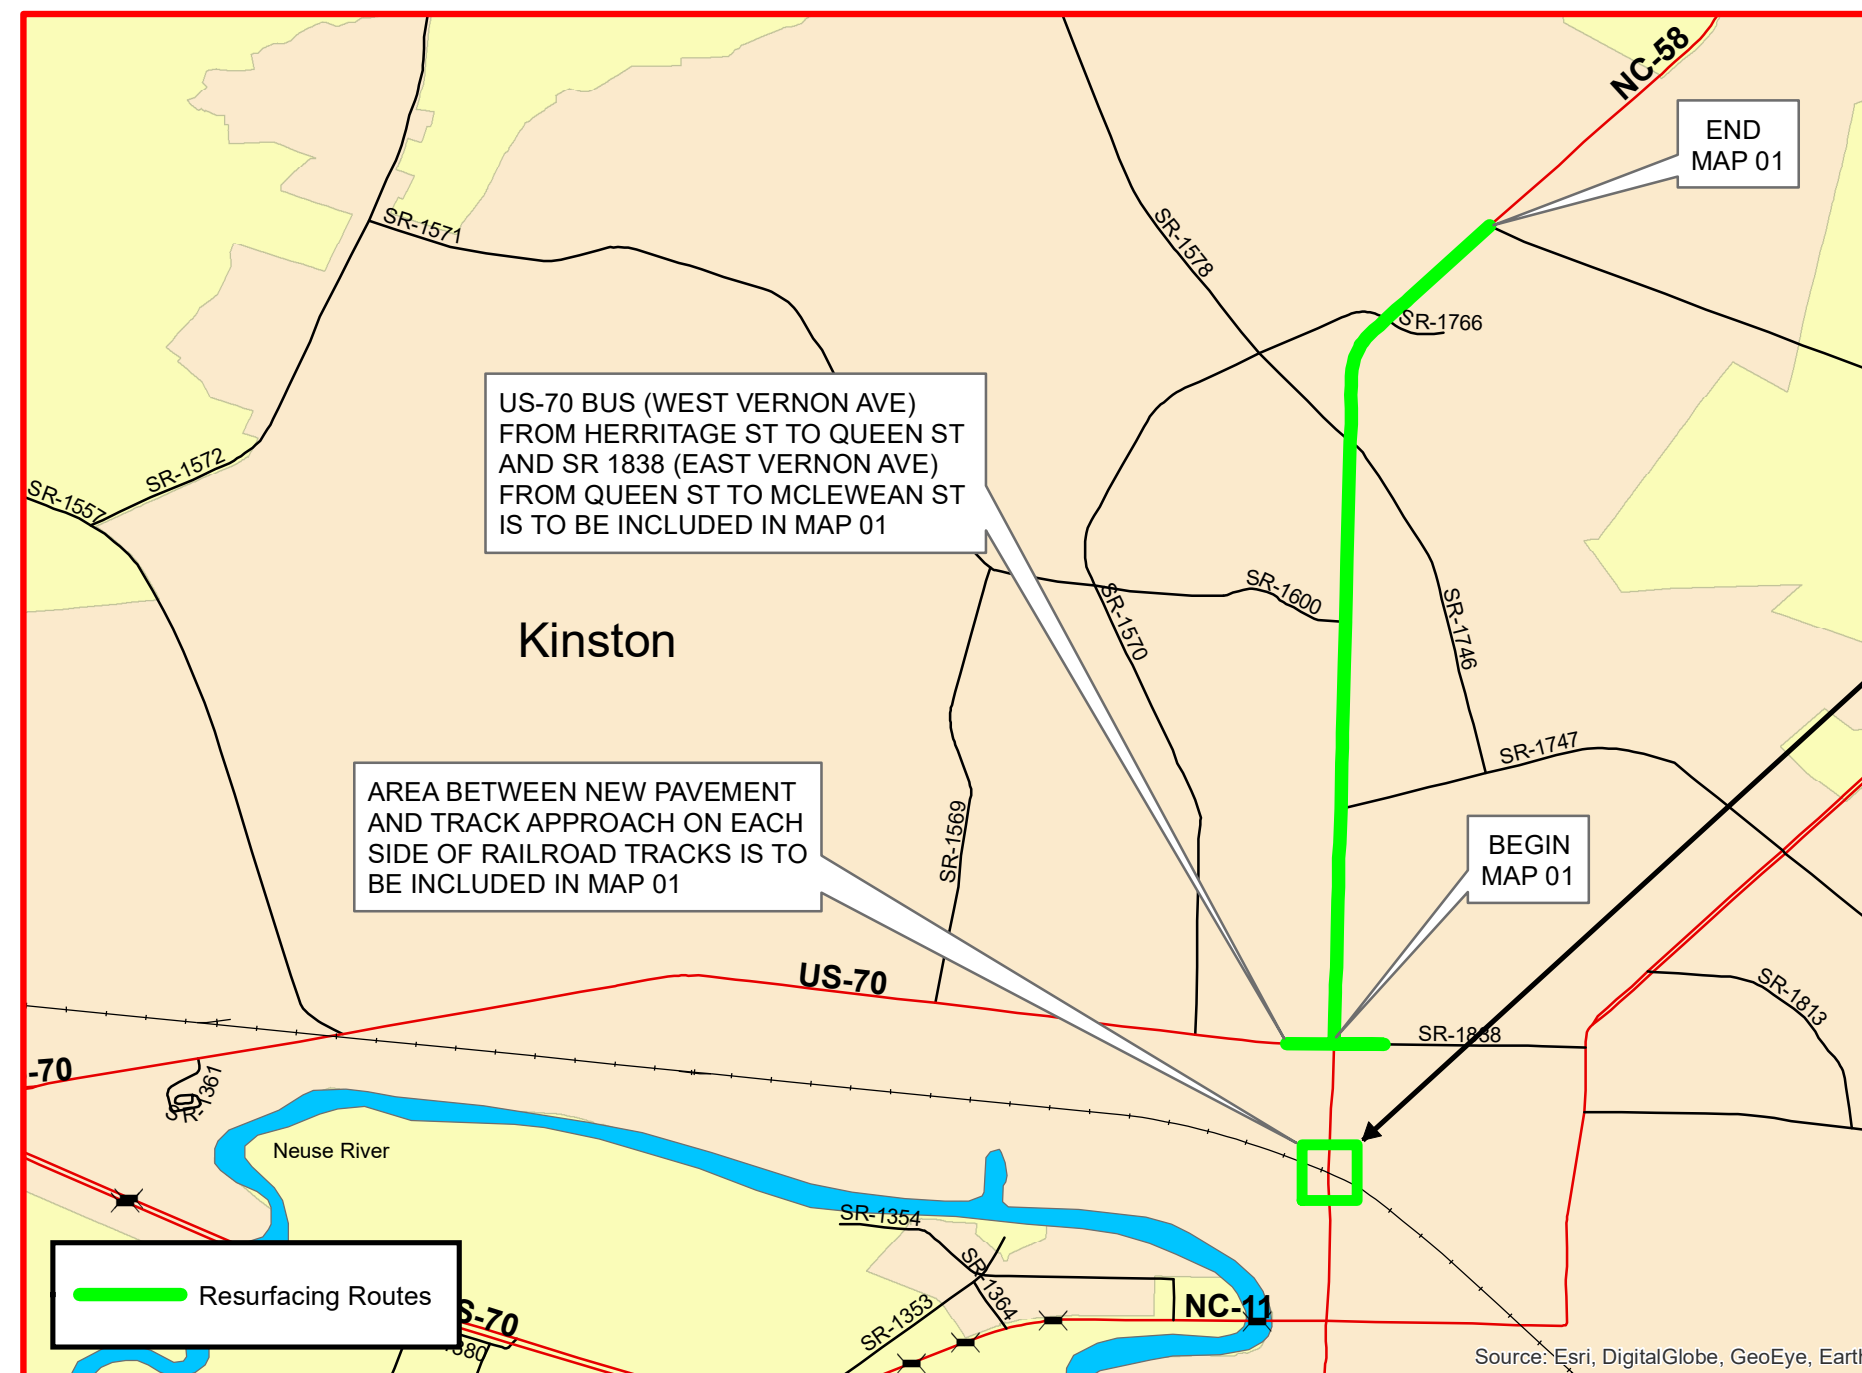 NC-58
END
MAP 01
SR-1571
SR-1578
SR-1766
US-70 BUS (WEST VERNON AVE)
FROM HERRITAGE ST TO QUEEN ST
AND SR 1838 (EAST VERNON AVE)
FROM QUEEN ST TO MCLEWEAN ST
IS TO BE INCLUDED IN MAP 01
SR-1572
SR-1557
SR-1600
SR-1570
SR-1746
Kinston
SR-1747
AREA BETWEEN NEW PAVEMENT
AND TRACK APPROACH ON EACH
SIDE OF RAILROAD TRACKS IS TO
BE INCLUDED IN MAP 01
SR-1569
BEGIN
MAP 01
US-70
SR-1813
SR-1838
-70
SR-1361
Neuse River
SR-1354
SR-1364
SR-1353
NC-11
Resurfacing Routes
S-70
380
Source: Esri, DigitalGlobe, GeoEye, Earth